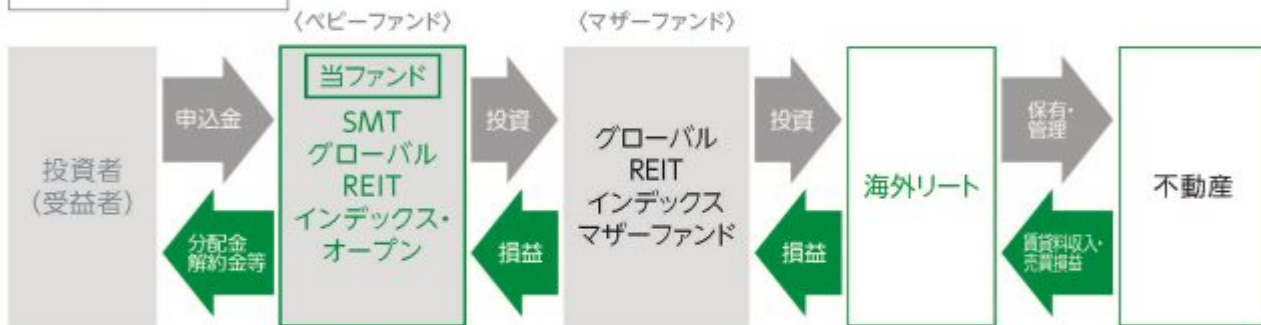 〈ベビーファンド〉
〈マザーファンド〉
投資者
(受益者)
申込金
分配金
解約金等
当ファンド
SMT
グローバル
REIT
インデックス・
オープン
投資
損益
グローバル
REIT
インデックス
マザーファンド
投資
損益
海外リート
保有・
管理
賃貸料収入・
売買損益
不動産